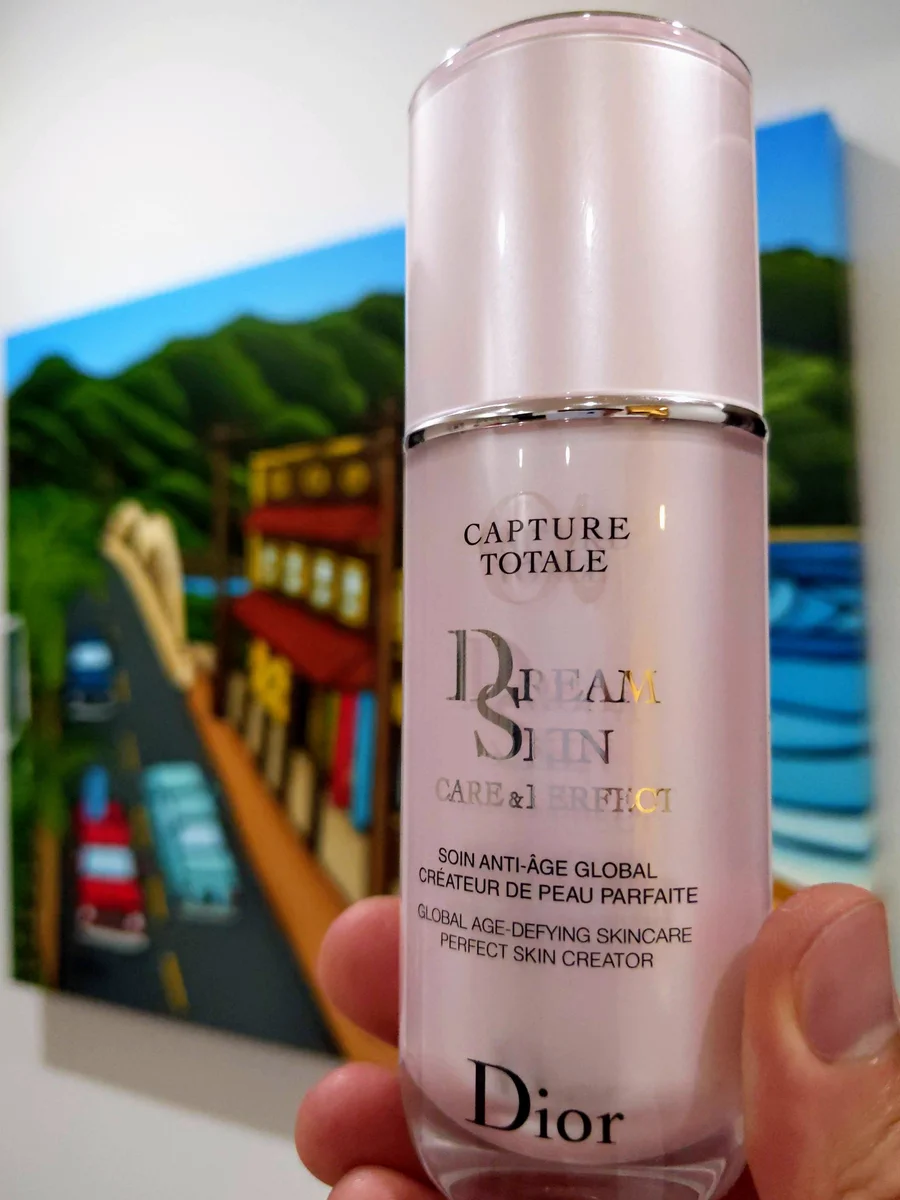 CAPTURE
TOTALE
DREAM
SKIN
CARE & PERFECT
SOIN ANTI-ÂGE GLOBAL
CRÉATEUR DE PEAU PARFAITE
GLOBAL AGE-DEFYING SKINCARE
PERFECT SKIN CREATOR
Dior